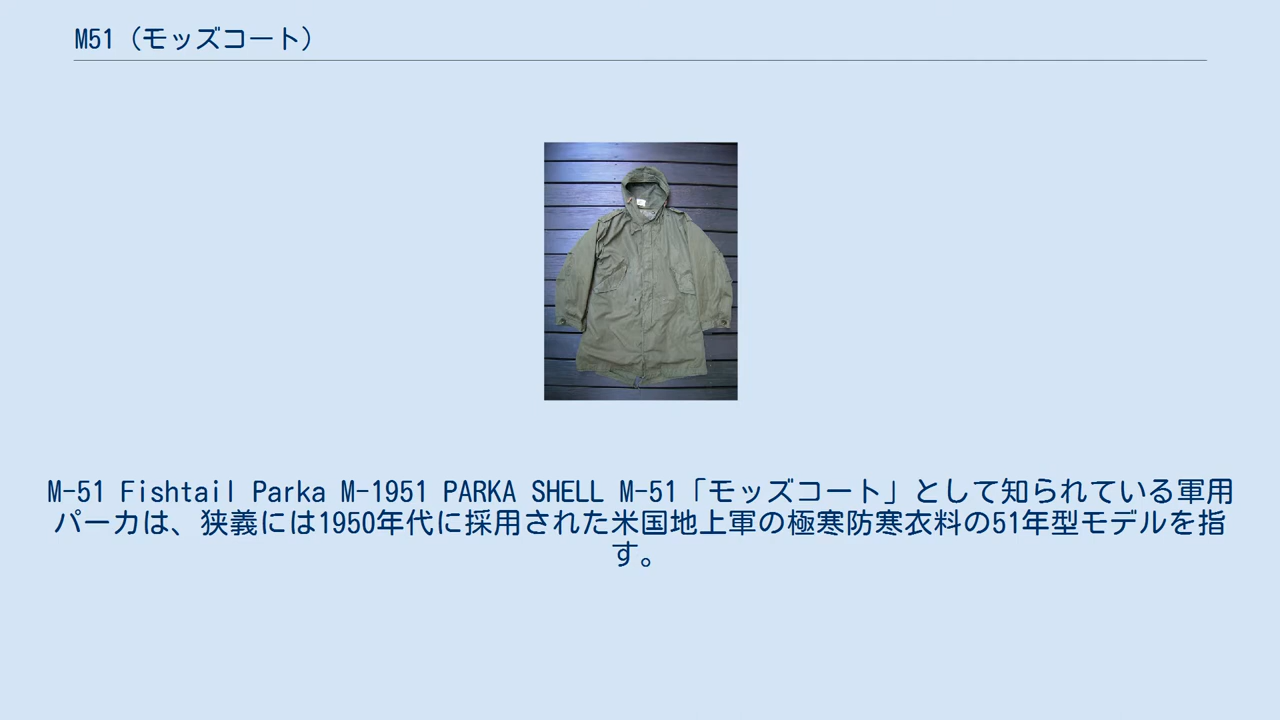 M51（モッズコート）
M-51 Fishtail Parka M-1951 PARKA SHELL M-51「モッズコート」として知られている軍用
パーカは、狭義には1950年代に採用された米国地上軍の極寒防寒衣料の51年型モデルを指
す。